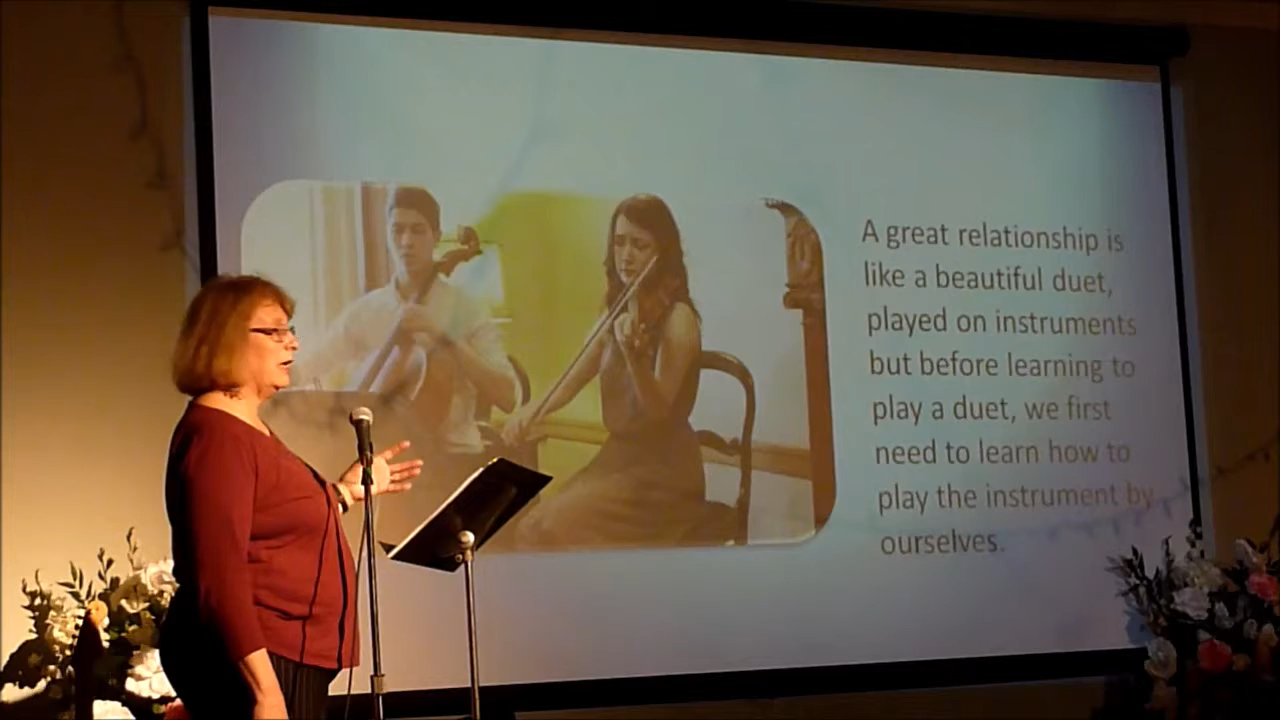 A great relationship is
like a beautiful duet,
played on instruments
but before learning to
play a duet, we first
need to learn how to
play the instrument by
ourselves.